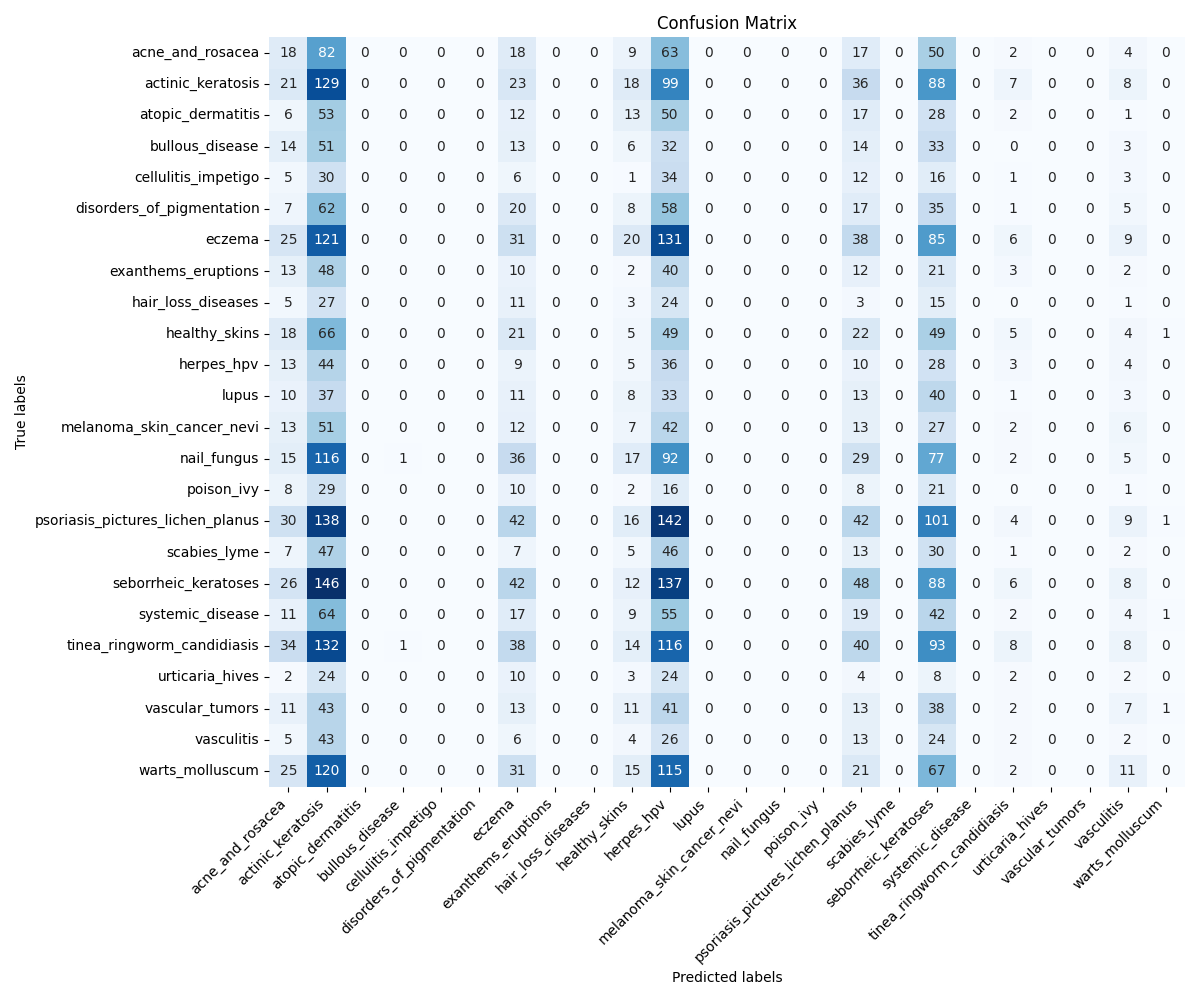 Confusion Matrix
acne_and_rosacea 18 82 0 0 0 0 18 0 0 9 63 0 0 0 0 17 0 50 0 2 0 0 4 0
actinic_keratosis 21 129 0 0 0 0 23 0 0 18 99 0 0 0 0 36 0 88 0 7 0 0 8 0
atopic_dermatitis 6 53 0 0 0 0 12 0 0 13 50 0 0 0 0 17 0 28 0 2 0 0 1 0
bullous_disease 14 51 0 0 0 0 13 0 0 6 32 0 0 0 0 14 0 33 0 0 0 0 3 0
cellulitis_impetigo 5 30 0 0 0 0 6 0 0 1 34 0 0 0 0 12 0 16 0 1 0 0 3 0
disorders_of_pigmentation 7 62 0 0 0 0 20 0 0 8 58 0 0 0 0 17 0 35 0 1 0 0 5 0
eczema 25 121 0 0 0 0 31 0 0 20 131 0 0 0 0 38 0 85 0 6 0 0 9 0
exanthems_eruptions 13 48 0 0 0 0 10 0 0 2 40 0 0 0 0 12 0 21 0 3 0 0 2 0
hair_loss_diseases 5 27 0 0 0 0 11 0 0 3 24 0 0 0 0 3 0 15 0 0 0 0 1 0
healthy_skins 18 66 0 0 0 0 21 0 0 5 49 0 0 0 0 22 0 49 0 5 0 0 4 1
herpes_hpv 13 44 0 0 0 0 9 0 0 5 36 0 0 0 0 10 0 28 0 3 0 0 4 0
lupus 10 37 0 0 0 0 11 0 0 8 33 0 0 0 0 13 0 40 0 1 0 0 3 0
melanoma_skin_cancer_nevi 13 51 0 0 0 0 12 0 0 7 42 0 0 0 0 13 0 27 0 2 0 0 6 0
nail_fungus 15 116 0 1 0 0 36 0 0 17 92 0 0 0 0 29 0 77 0 2 0 0 5 0
poison_ivy 8 29 0 0 0 0 10 0 0 2 16 0 0 0 0 8 0 21 0 0 0 0 1 0
psoriasis_pictures_lichen_planus 30 138 0 0 0 0 42 0 0 16 142 0 0 0 0 42 0 101 0 4 0 0 9 1
scabies_lyme 7 47 0 0 0 0 7 0 0 5 46 0 0 0 0 13 0 30 0 1 0 0 2 0
seborrheic_keratoses 26 146 0 0 0 0 42 0 0 12 137 0 0 0 0 48 0 88 0 6 0 0 8 0
systemic_disease 11 64 0 0 0 0 17 0 0 9 55 0 0 0 0 19 0 42 0 2 0 0 4 1
tinea_ringworm_candidiasis 34 132 0 1 0 0 38 0 0 14 116 0 0 0 0 40 0 93 0 8 0 0 8 0
urticaria_hives 2 24 0 0 0 0 10 0 0 3 24 0 0 0 0 4 0 8 0 2 0 0 2 0
vascular_tumors 11 43 0 0 0 0 13 0 0 11 41 0 0 0 0 13 0 38 0 2 0 0 7 1
vasculitis 5 43 0 0 0 0 6 0 0 4 26 0 0 0 0 13 0 24 0 2 0 0 2 0
warts_molluscum 25 120 0 0 0 0 31 0 0 15 115 0 0 0 0 21 0 67 0 2 0 0 11 0
True labels
acne_and_rosacea
actinic_keratosis
atopic_dermatitis
bullous_disease
cellulitis_impetigo
disorders_of_pigmentation
eczema
exanthems_eruptions
hair_loss_diseases
healthy_skins
herpes_hpv
lupus
melanoma_skin_cancer_nevi
nail_fungus
poison_ivy
psoriasis_pictures_lichen_planus
scabies_lyme
seborrheic_keratoses
systemic_disease
tinea_ringworm_candidiasis
urticaria_hives
vascular_tumors
vasculitis
warts_molluscum
Predicted labels